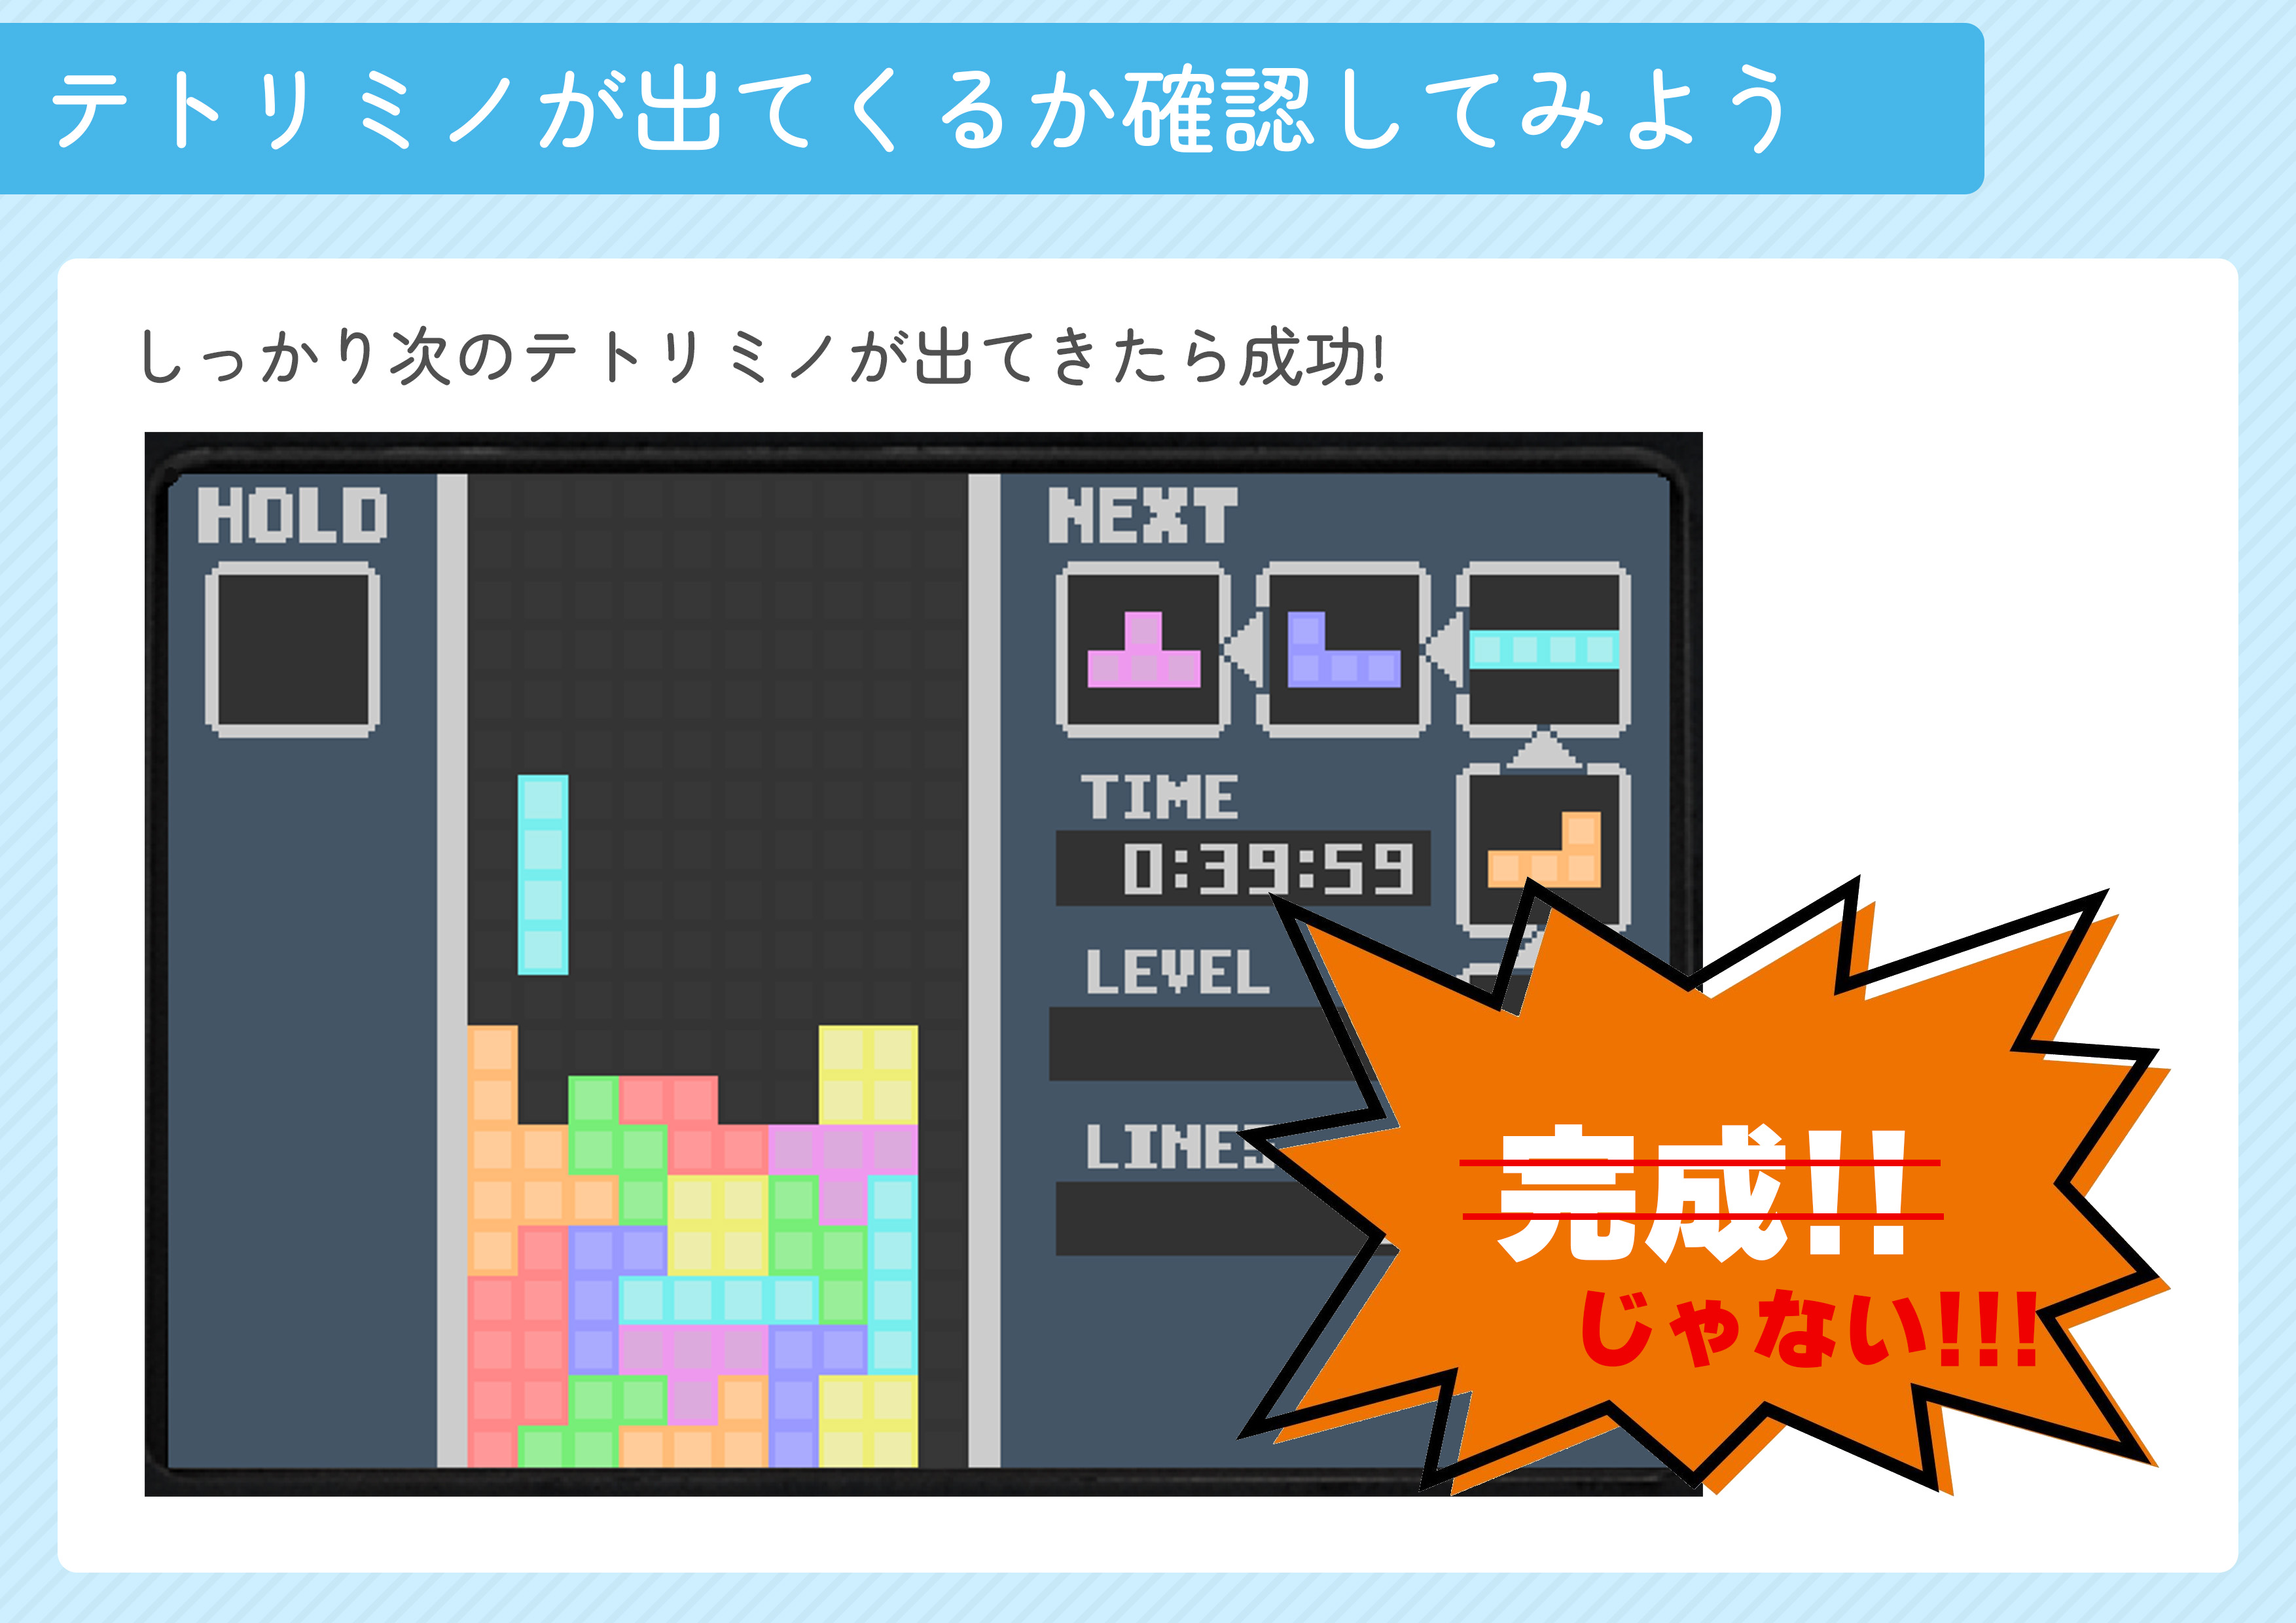 テトリミノが出てくるか確認してみよう
しっかり次のテトリミノが出てきたら成功!
HOLD
NEXT
TIME
0:39:59
LEVEL
LINES
完成!!
じゃない!!!